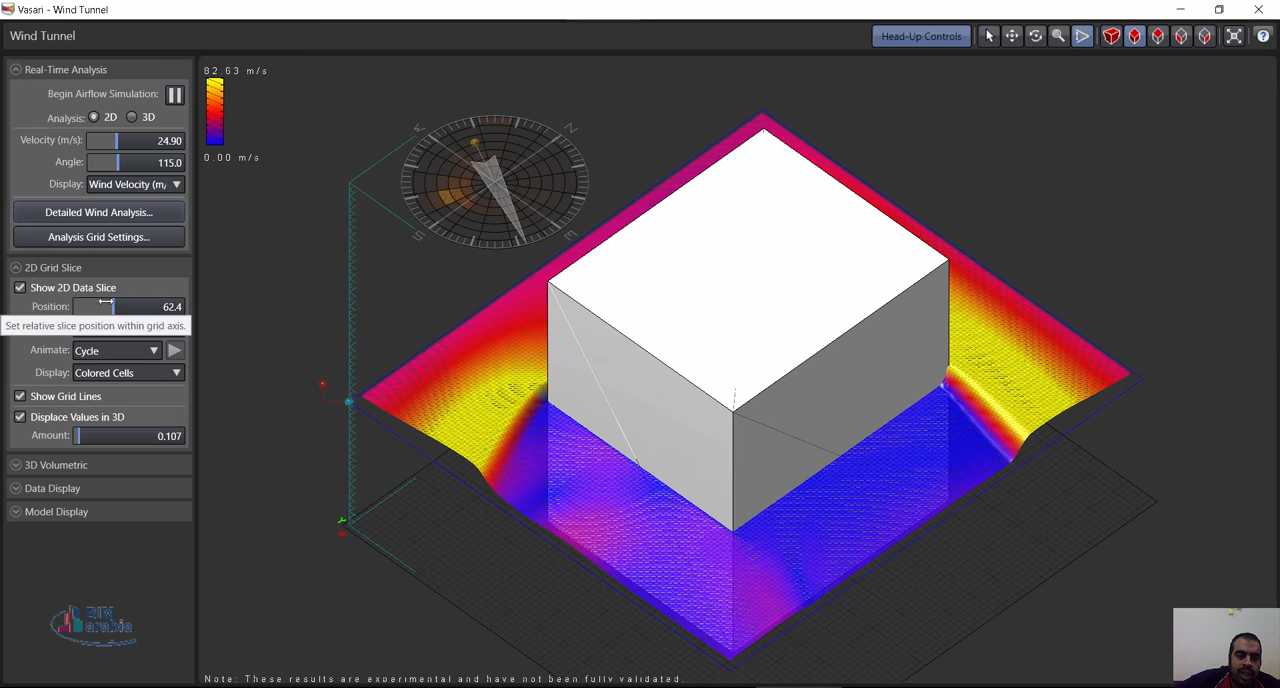 Vasari - Wind Tunnel
Wind Tunnel
Head-Up Controls
Real-Time Analysis
Begin Airflow Simulation:
Analysis: 2D 3D
Velocity (m/s): 24.90
Angle: 115.0
Display: Wind Velocity (m/
Detailed Wind Analysis...
Analysis Grid Settings...
2D Grid Slice
Show 2D Data Slice
Position: 62.4
Set relative slice position within grid axis.
Animate: Cycle
Display: Colored Cells
Show Grid Lines
Displace Values in 3D
Amount: 0.107
3D Volumetric
Data Display
Model Display
BIM
arabia
82.63 m/s
0.00 m/s
N
W
S
E
Note: These results are experimental and have not been fully validated.